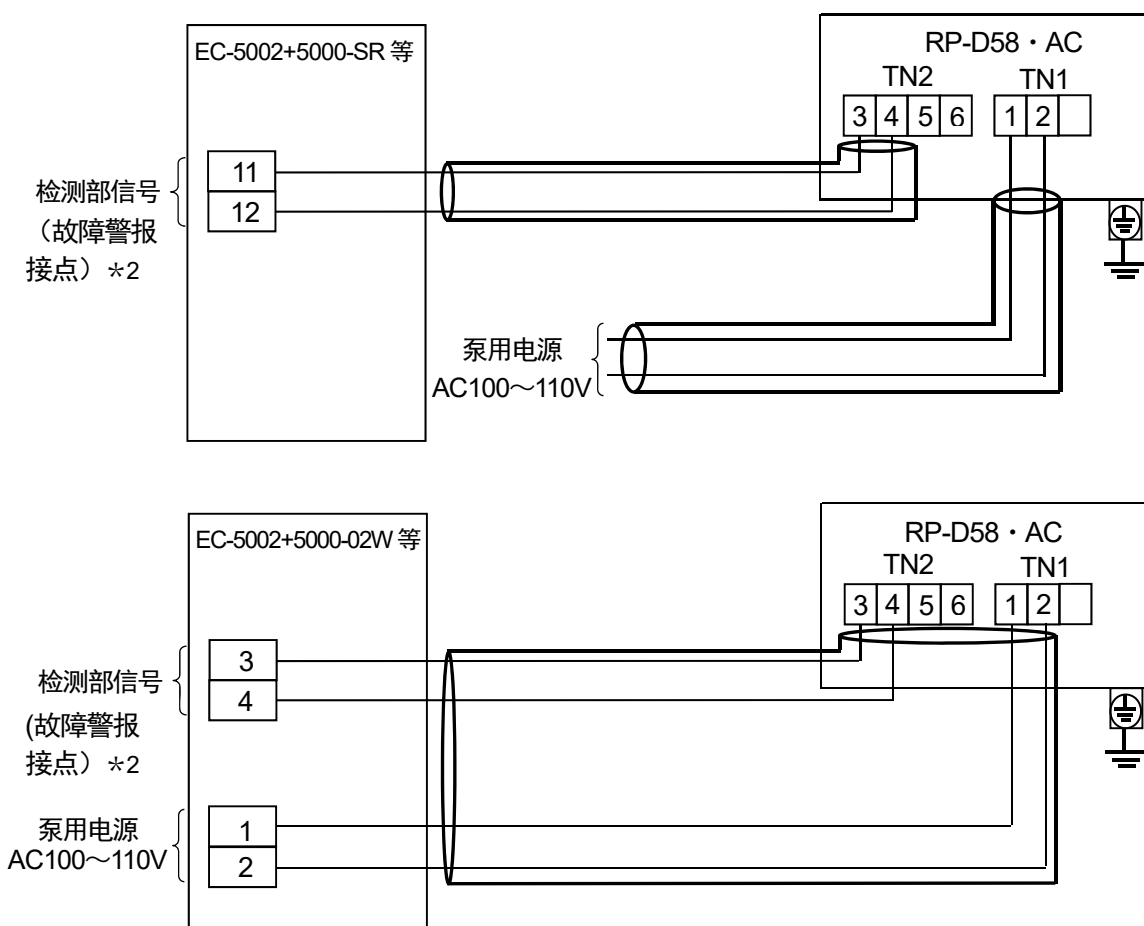 EC-5002+5000-SR 等
RP-D58・AC
TN2
TN1
3 4 5 6
1 2
11
12
检测部信号
（故障警报
接点）＊2
泵用电源
AC100～110V
EC-5002+5000-02W 等
RP-D58・AC
TN2
TN1
3 4 5 6
1 2
3
4
检测部信号
(故障警报
接点）＊2
泵用电源
AC100～110V
1
2